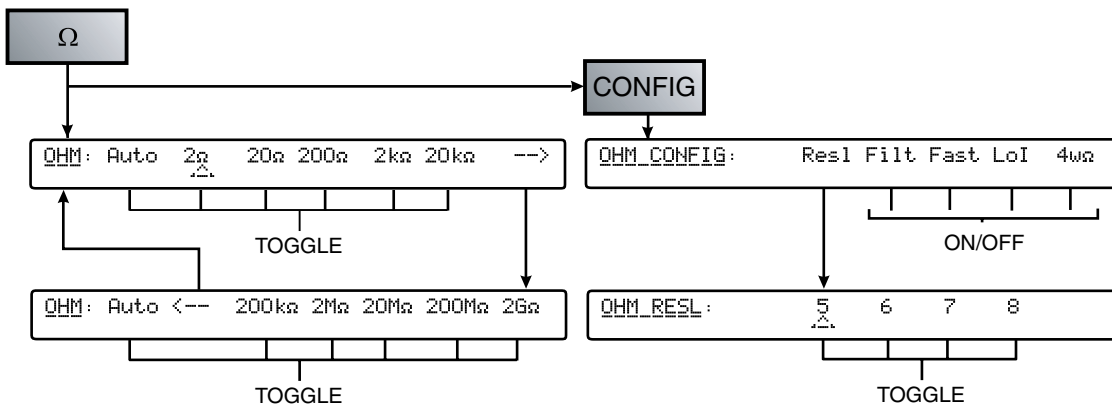 Ω
CONFIG
OHM: Auto 2Ω 20Ω 200Ω 2kΩ 20kΩ -->
TOGGLE
OHM: Auto <-- 200kΩ 2MΩ 20MΩ 200MΩ 2GΩ
TOGGLE
OHM_CONFIG: Resl Filt Fast LoI 4wΩ
ON/OFF
OHM_RESL: 5 6 7 8
TOGGLE